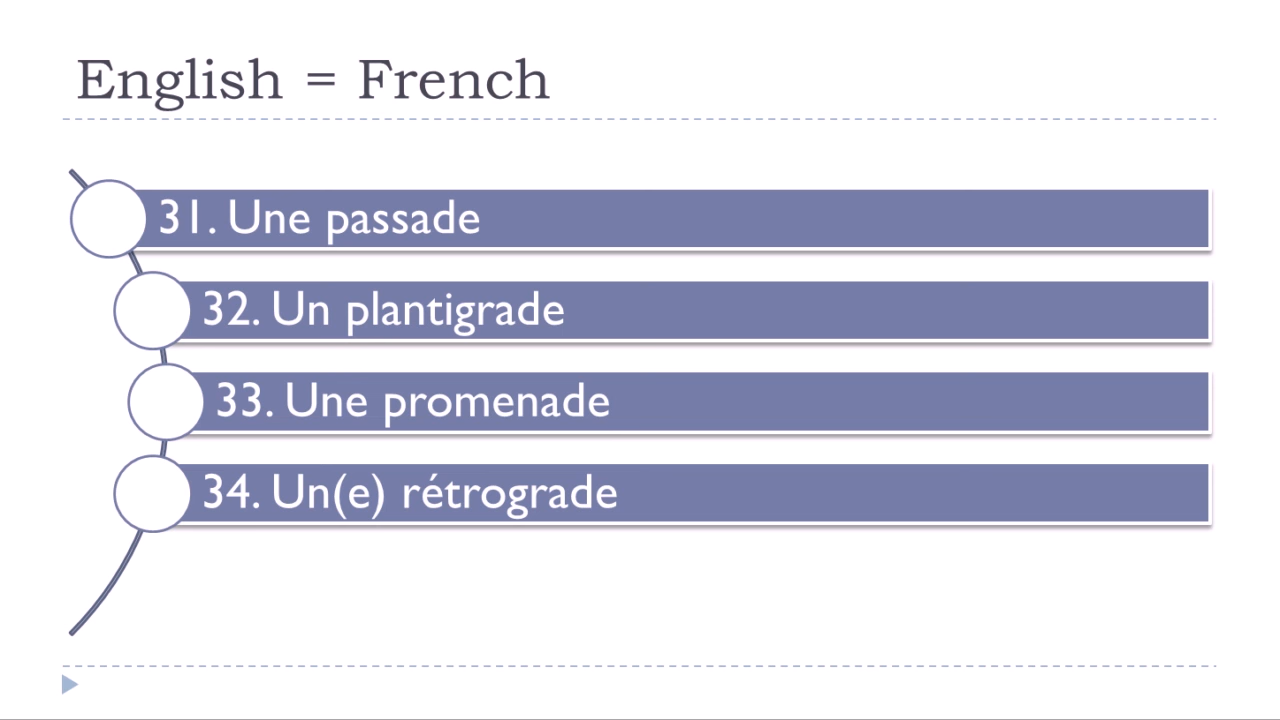 English = French
31. Une passade
32. Un plantigrade
33. Une promenade
34. Un(e) rétrograde